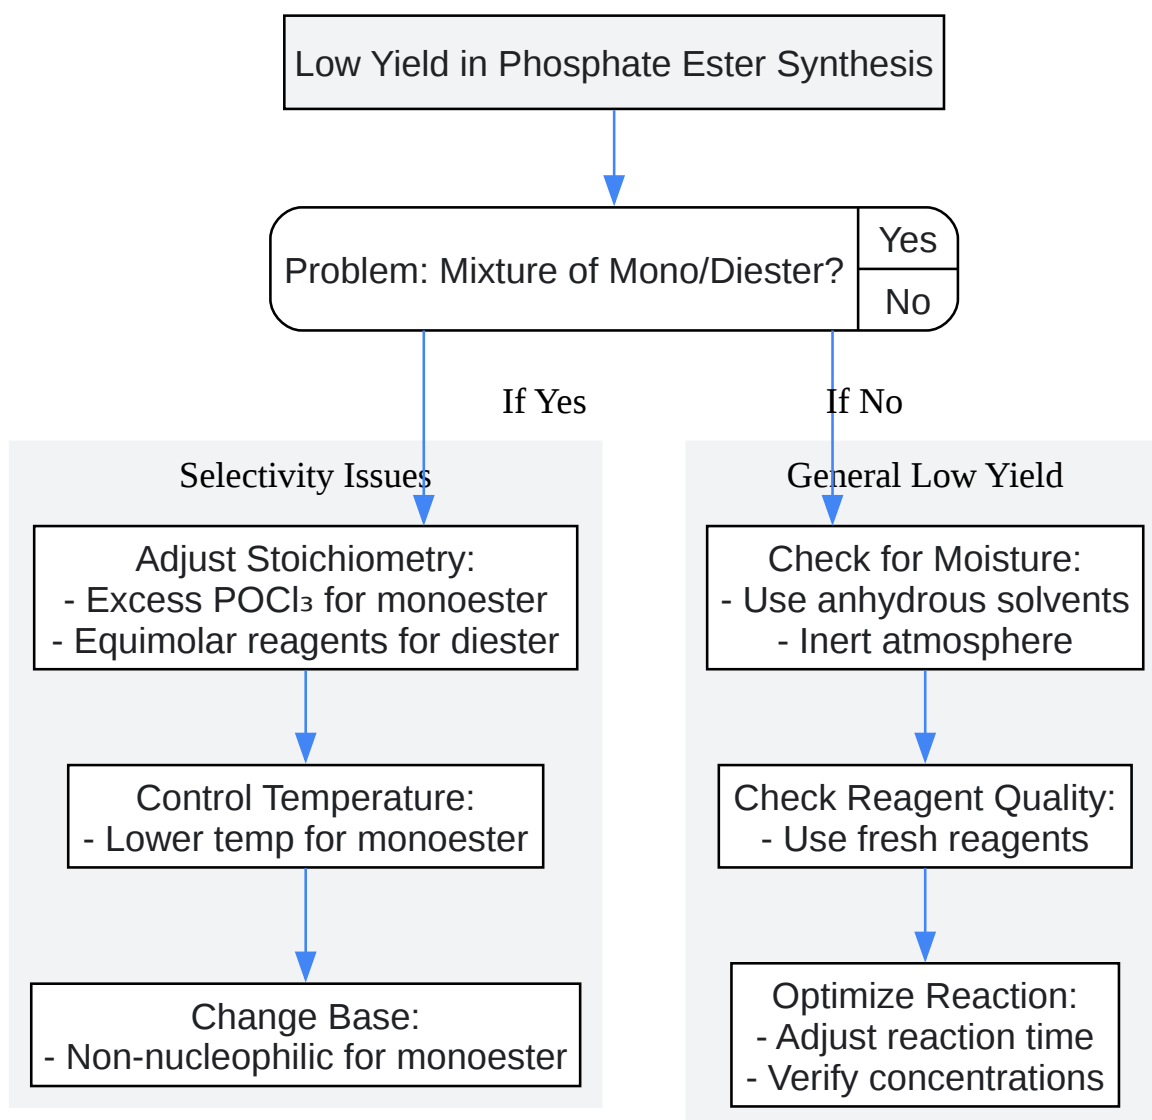 Low Yield in Phosphate Ester Synthesis
Problem: Mixture of Mono/Diester?
Yes
No
If Yes
If No
Selectivity Issues
Adjust Stoichiometry:
- Excess POCl₃ for monoester
- Equimolar reagents for diester
Control Temperature:
- Lower temp for monoester
Change Base:
- Non-nucleophilic for monoester
General Low Yield
Check for Moisture:
- Use anhydrous solvents
- Inert atmosphere
Check Reagent Quality:
- Use fresh reagents
Optimize Reaction:
- Adjust reaction time
- Verify concentrations